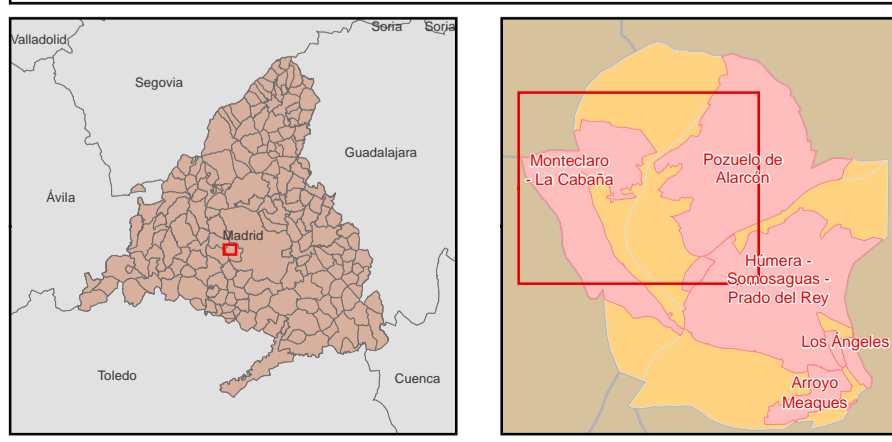 Soria
Soria
Valladolid
Segovia
Guadalajara
Ávila
Madrid
Toledo
Cuenca
Monteclaro
- La Cabaña
Pozuelo de
Alarcón
Húmera -
Somosaguas -
Prado del Rey
Los Ángeles
Arroyo
Meaques